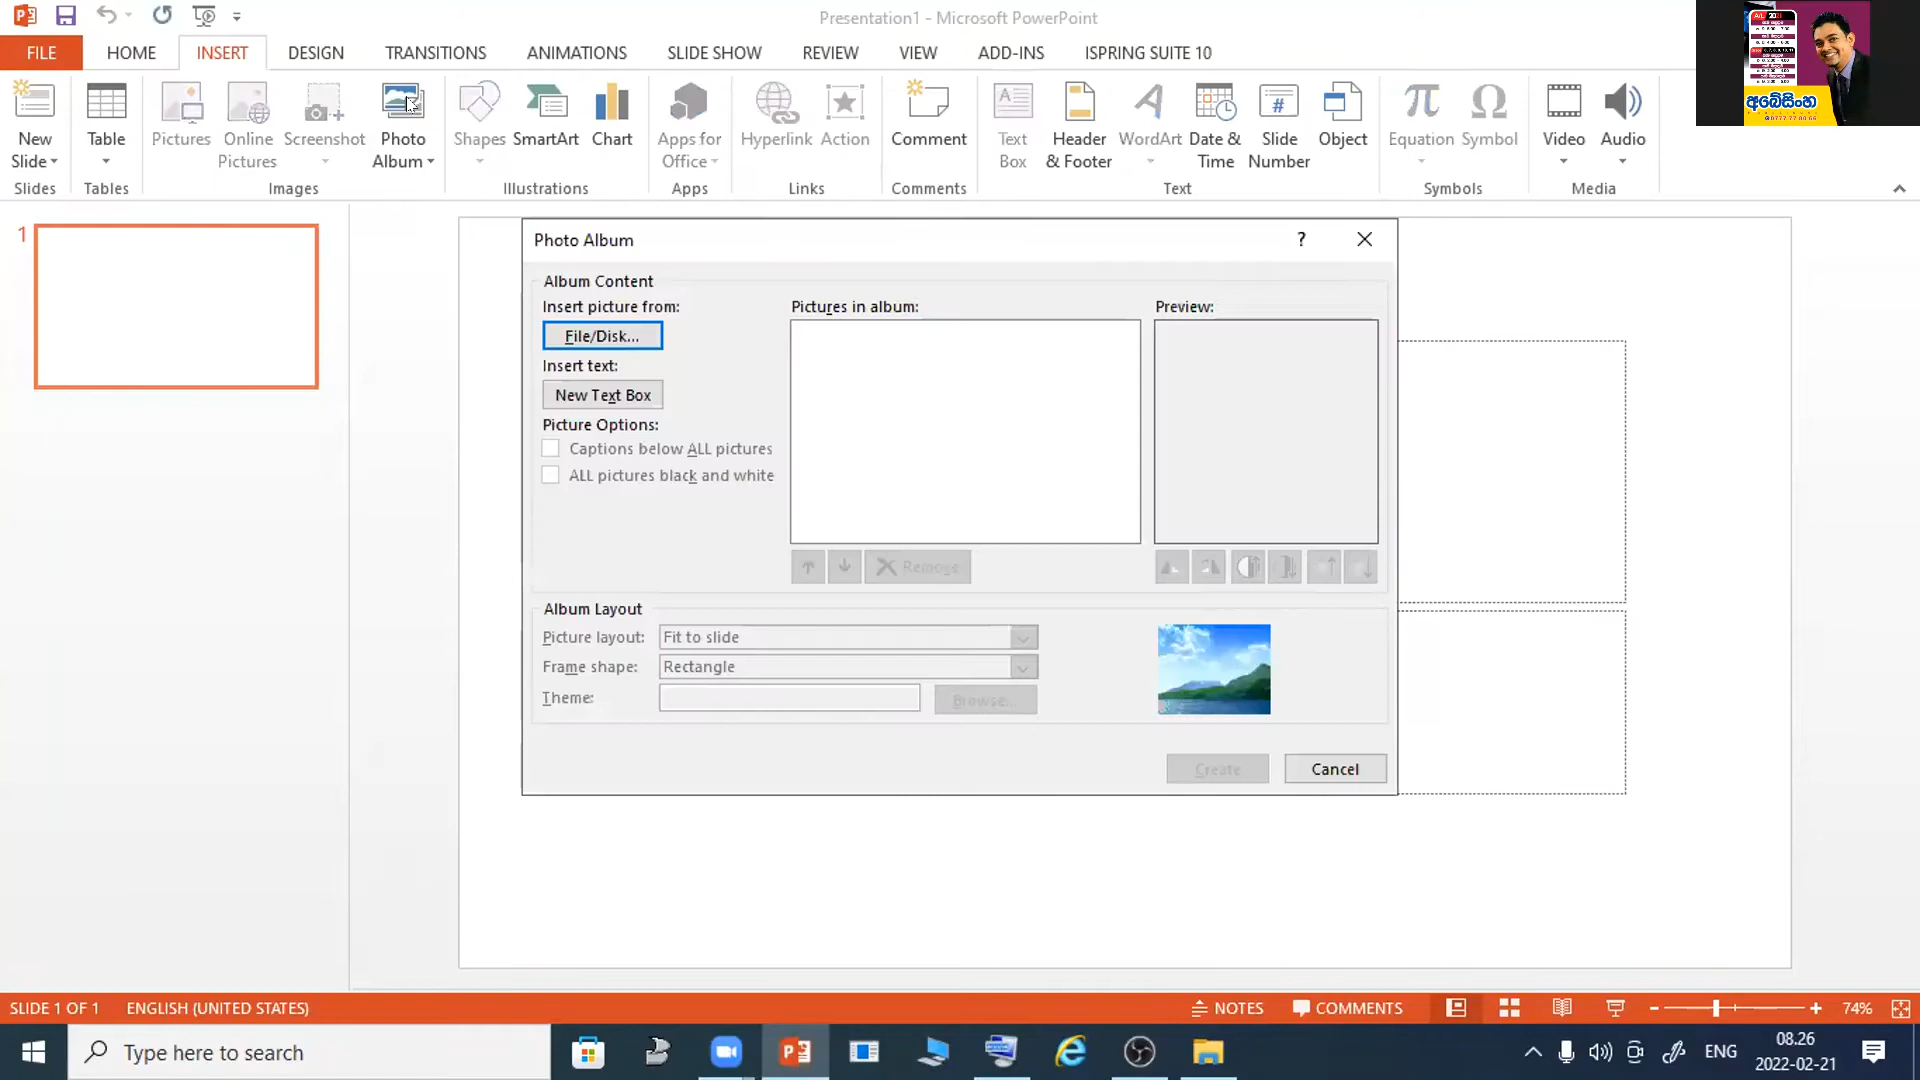 Presentation1 - Microsoft PowerPoint
FILE HOME INSERT DESIGN TRANSITIONS ANIMATIONS SLIDE SHOW REVIEW VIEW ADD-INS ISPRING SUITE 10
New Slide
Table
Pictures
Online Pictures
Screenshot
Photo Album
Shapes
SmartArt
Chart
Apps for Office
Hyperlink
Action
Comment
Text Box
Header & Footer
WordArt
Date & Time
Slide Number
Object
Equation
Symbol
Video
Audio
Slides Tables Images Illustrations Apps Links Comments Text Symbols Media
A/L 2021
අබේසිංහ
1
Photo Album ?
Album Content
Insert picture from:
File/Disk...
Insert text:
New Text Box
Picture Options:
Captions below ALL pictures
ALL pictures black and white
Pictures in album:
Preview:
Remove
Album Layout
Picture layout: Fit to slide
Frame shape: Rectangle
Theme: Browse...
Create Cancel
SLIDE 1 OF 1 ENGLISH (UNITED STATES) NOTES COMMENTS 74%
Type here to search
ENG
08.26
2022-02-21